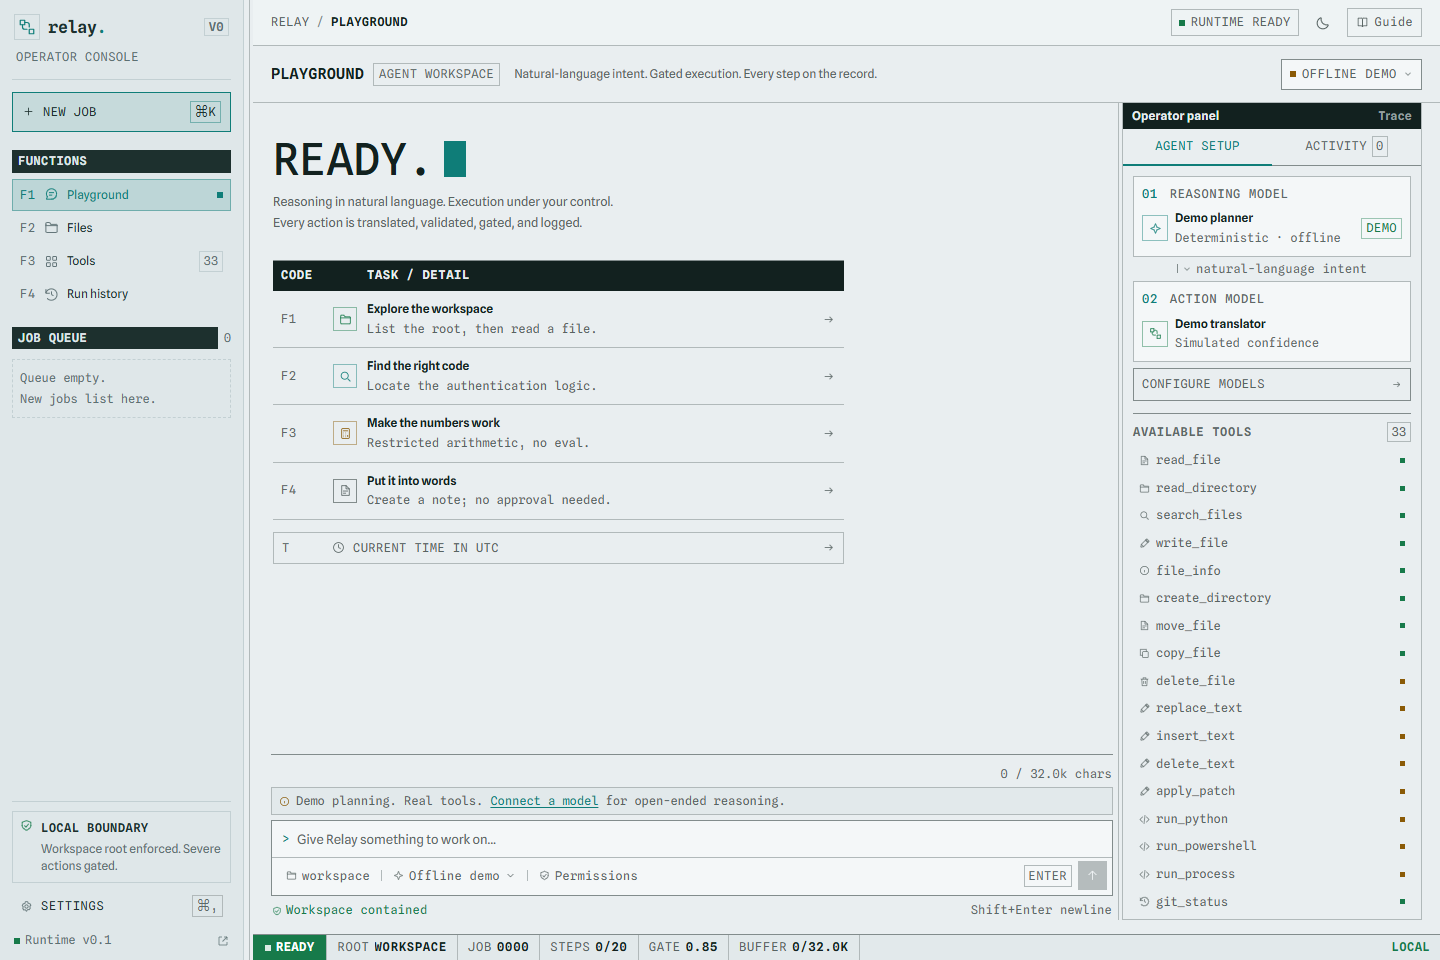 relay.
V0
OPERATOR CONSOLE
+ NEW JOB
⌘K
FUNCTIONS
F1 Playground
F2 Files
F3 Tools 33
F4 Run history
JOB QUEUE 0
Queue empty.
New jobs list here.
LOCAL BOUNDARY
Workspace root enforced. Severe
actions gated.
SETTINGS ⌘,
Runtime v0.1
RELAY / PLAYGROUND
RUNTIME READY
Guide
PLAYGROUND
AGENT WORKSPACE
Natural-language intent. Gated execution. Every step on the record.
OFFLINE DEMO
READY.
Reasoning in natural language. Execution under your control.
Every action is translated, validated, gated, and logged.
CODE TASK / DETAIL
F1 Explore the workspace
List the root, then read a file.
→
F2 Find the right code
Locate the authentication logic.
→
F3 Make the numbers work
Restricted arithmetic, no eval.
→
F4 Put it into words
Create a note; no approval needed.
→
T CURRENT TIME IN UTC →
0 / 32.0k chars
Demo planning. Real tools. Connect a model for open-ended reasoning.
> Give Relay something to work on...
workspace | Offline demo | Permissions
ENTER
Workspace contained
Shift+Enter newline
Operator panel Trace
AGENT SETUP
ACTIVITY 0
01 REASONING MODEL
Demo planner
Deterministic · offline
DEMO
natural-language intent
02 ACTION MODEL
Demo translator
Simulated confidence
CONFIGURE MODELS →
AVAILABLE TOOLS 33
read_file
read_directory
search_files
write_file
file_info
create_directory
move_file
copy_file
delete_file
replace_text
insert_text
delete_text
apply_patch
run_python
run_powershell
run_process
git_status
READY
ROOT WORKSPACE
JOB 0000
STEPS 0/20
GATE 0.85
BUFFER 0/32.0K
LOCAL